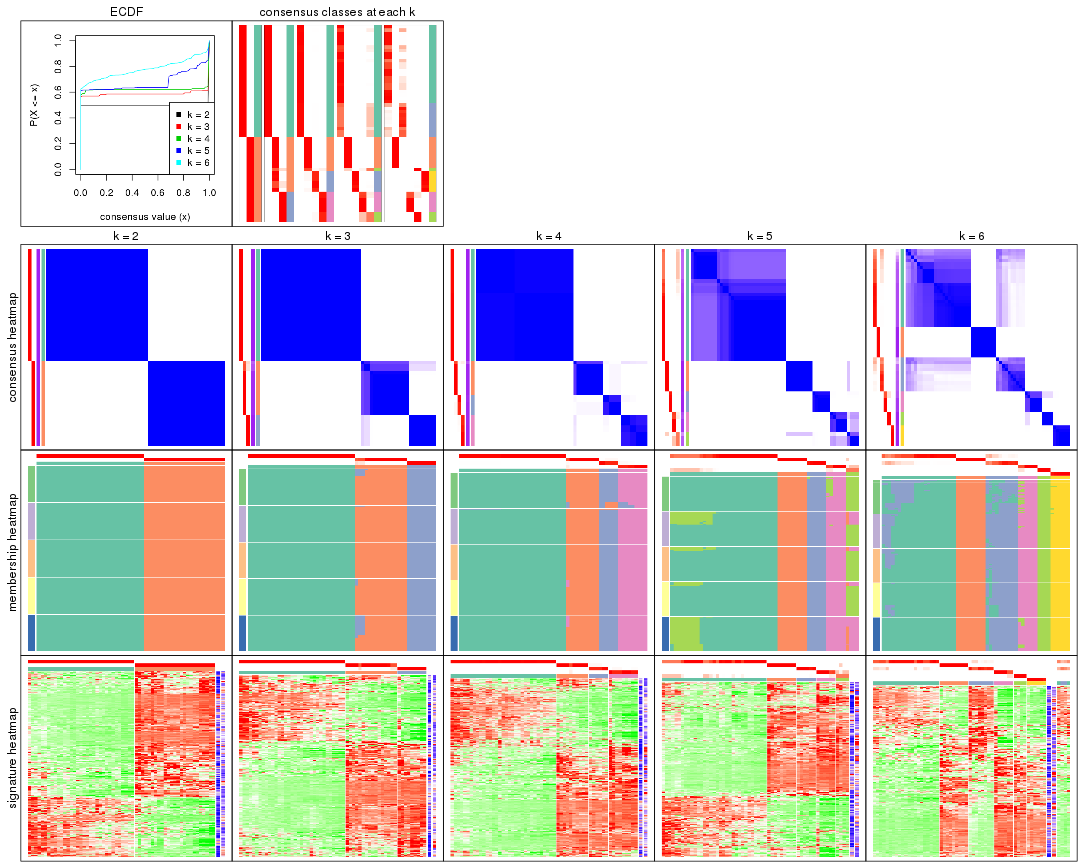 ECDF
consensus classes at each k
P(X <= x)
0.0 0.2 0.4 0.6 0.8 1.0
k = 2
k = 3
k = 4
k = 5
k = 6
0.0 0.2 0.4 0.6 0.8 1.0
consensus value (x)
k = 2
k = 3
k = 4
k = 5
k = 6
consensus heatmap
membership heatmap
signature heatmap